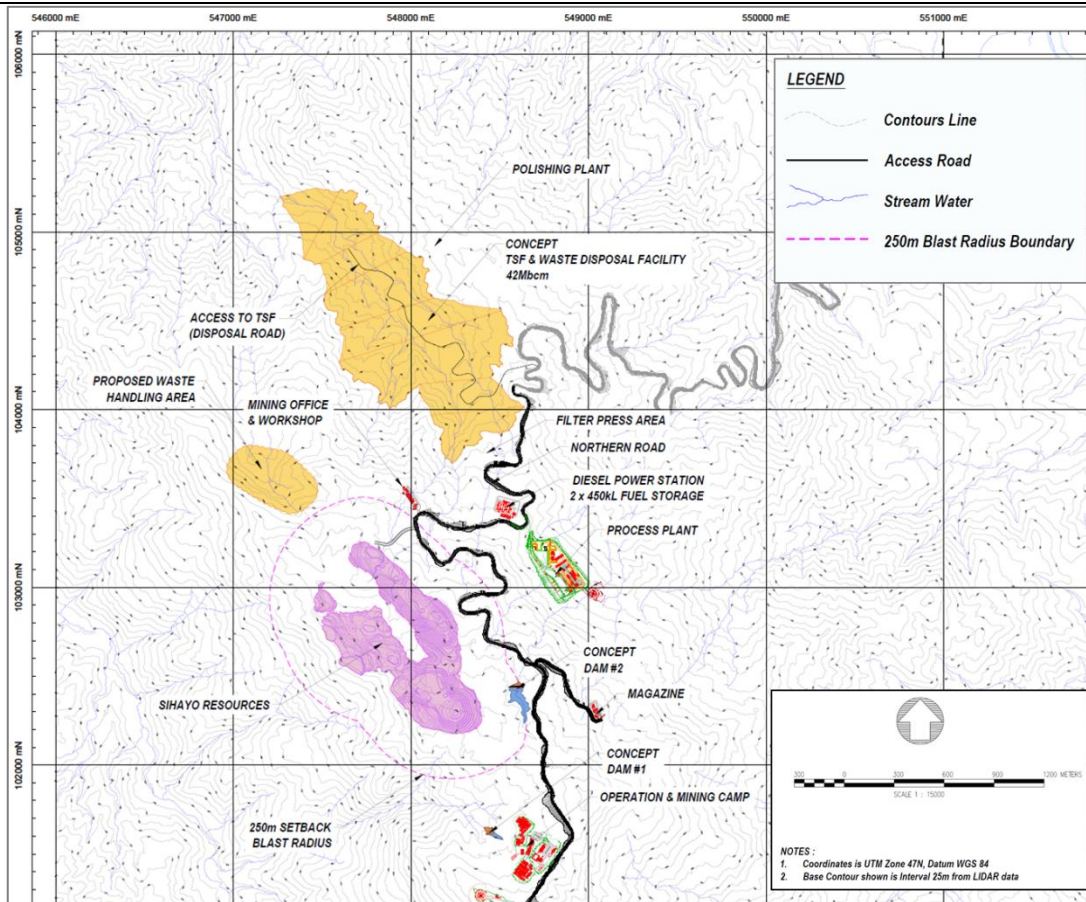 546000 mE
547000 mE
548000 mE
549000 mE
550000 mE
551000 mE
106000 mN
105000 mN
104000 mN
103000 mN
102000 mN
LEGEND
Contours Line
Access Road
Stream Water
250m Blast Radius Boundary
POLISHING PLANT
CONCEPT
TSF & WASTE DISPOSAL FACILITY
42Mbcm
ACCESS TO TSF
(DISPOSAL ROAD)
PROPOSED WASTE
HANDLING AREA
MINING OFFICE
& WORKSHOP
FILTER PRESS AREA
NORTHERN ROAD
DIESEL POWER STATION
2 x 450kL FUEL STORAGE
PROCESS PLANT
CONCEPT
DAM #2
MAGAZINE
SIHAYO RESOURCES
CONCEPT
DAM #1
OPERATION & MINING CAMP
250m SETBACK
BLAST RADIUS
300 0 300 600 900 1200 METERS
SCALE 1 : 15000
NOTES :
1. Coordinates is UTM Zone 47N, Datum WGS 84
2. Base Contour shown is Interval 25m from LIDAR data